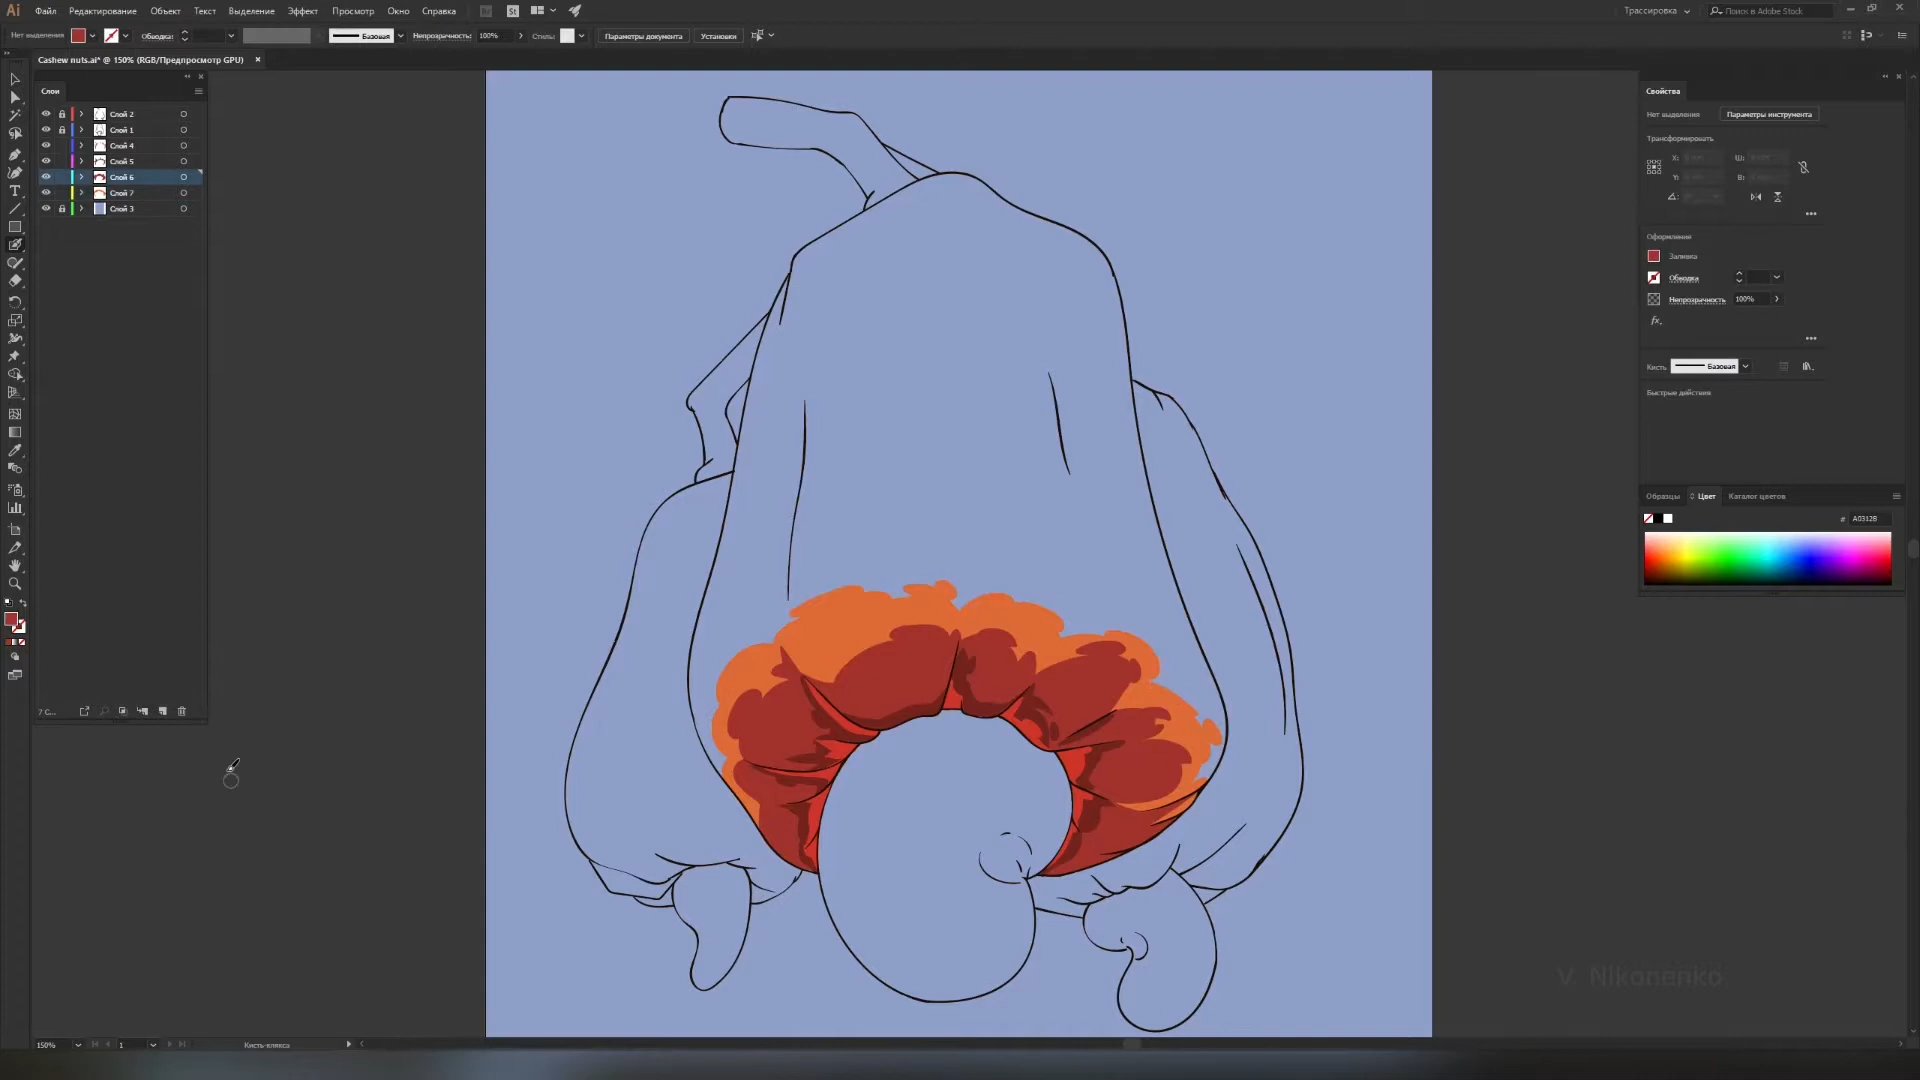 Ai Файл Редактирование Объект Текст Выделение Эффект Просмотр Окно Справка Br St Трассировка Поиск в Adobe Stock
Нет выделения Обводка: Базовая Непрозрачность: 100% Стиль: Параметры документа Установки
Cashew nuts.ai* @ 150% (RGB/Предпросмотр GPU)
Слои
Слой 2
Слой 1
Слой 4
Слой 5
Слой 6
Слой 7
Слой 3
7 С...
Свойства
Нет выделения Параметры инструмента
Трансформировать
X: Ш:
Y: В:
Оформление
Заливка
Обводка
Непрозрачность 100%
fx.
Кисть Базовая
Быстрые действия
Образцы Цвет Каталог цветов
# A0312B
V. Nikonenko
150% 1 Кисть-клякса